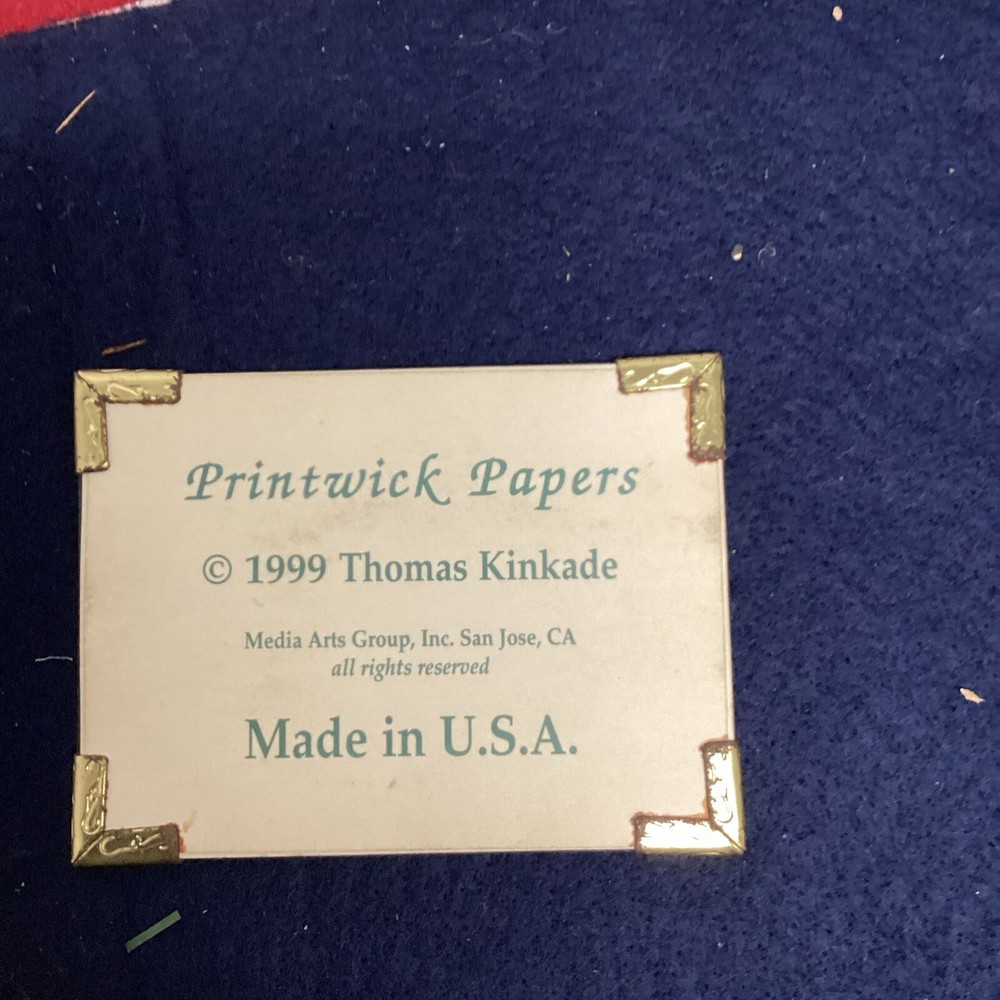 Printwick Papers
© 1999 Thomas Kinkade
Media Arts Group, Inc. San Jose, CA
all rights reserved
Made in U.S.A.